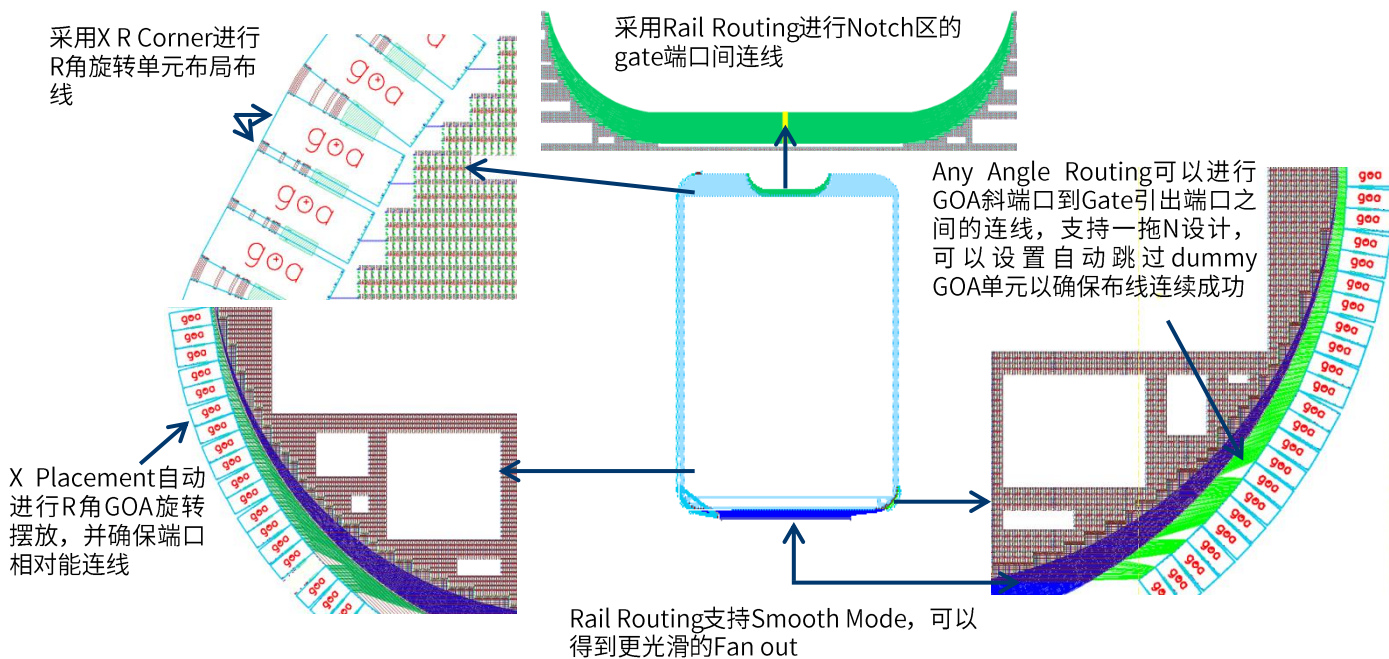 采用X R Corner进行
R角旋转单元布局布
线
采用Rail Routing进行Notch区的
gate端口间连线
Any Angle Routing可以进行
GOA斜端口到Gate引出端口之
间的连线，支持一拖N设计，
可以设置自动跳过dummy
GOA单元以确保布线连续成功
goa
goa
goa
goa
X Placement自动
进行R角GOA旋转
摆放，并确保端口
相对能连线
Rail Routing支持Smooth Mode，可以
得到更光滑的Fan out